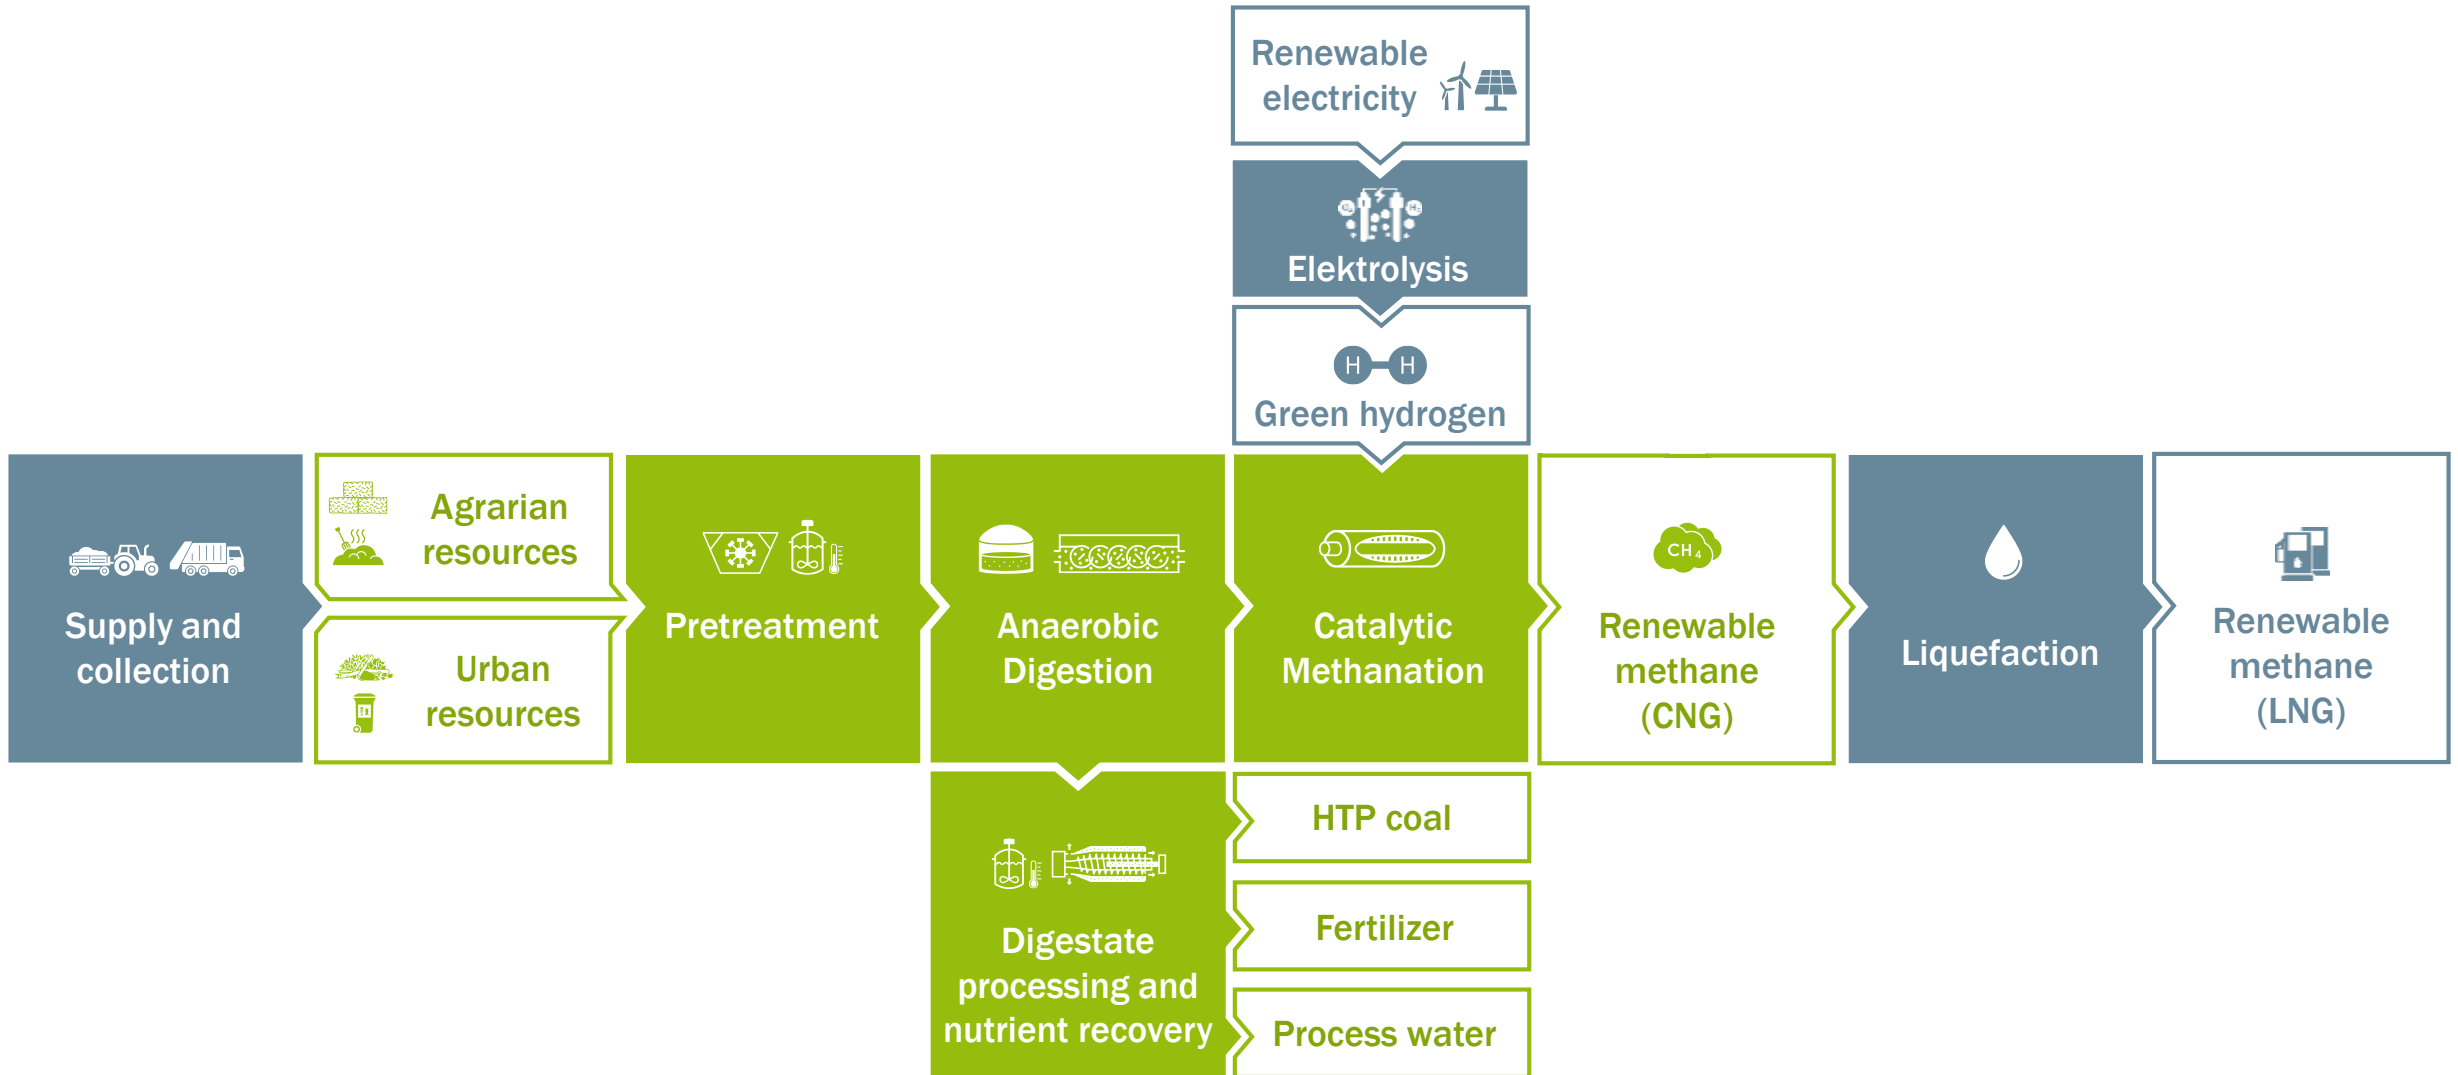 Renewable
electricity
Elektrolysis
H H
Green hydrogen
Supply and
collection
Agrarian
resources
Urban
resources
Pretreatment
Anaerobic
Digestion
Catalytic
Methanation
CH4
Renewable
methane
(CNG)
Liquefaction
Renewable
methane
(LNG)
Digestate
processing and
nutrient recovery
HTP coal
Fertilizer
Process water